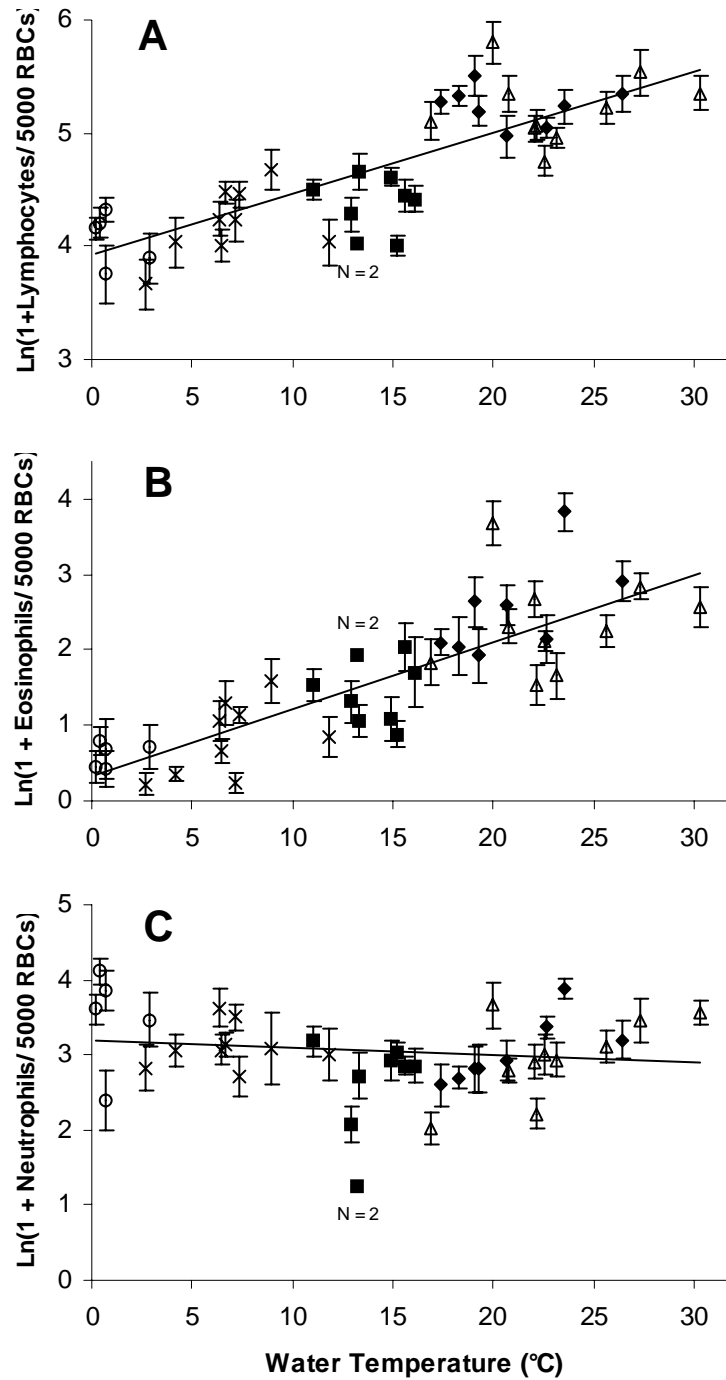 A
Ln(1+Lymphocytes/ 5000 RBCs)
6
5
4
3
N = 2
0 5 10 15 20 25 30
B
Ln(1 + Eosinophils/ 5000 RBCs)
4
3
2
1
0
N = 2
0 5 10 15 20 25 30
C
Ln(1 + Neutrophils/ 5000 RBCs)
5
4
3
2
1
0
N = 2
0 5 10 15 20 25 30
Water Temperature (°C)